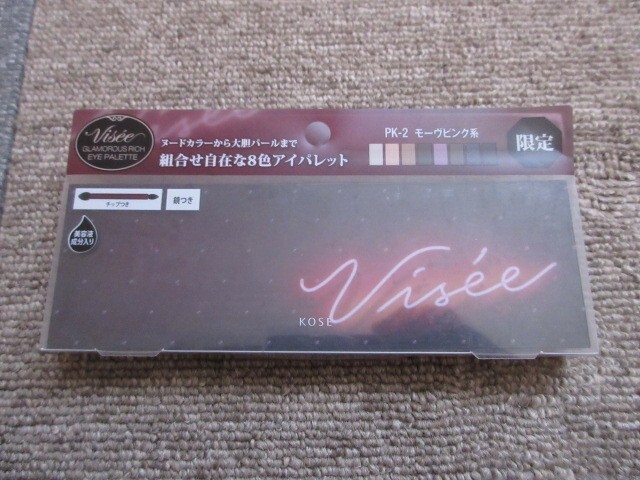 Visée
GLAMOROUS RICH
EYE PALETTE
ヌードカラーから大胆パールまで
組合せ自在な8色アイパレット
PK-2 モーヴピンク系
限定
チップつき
鏡つき
美容液
成分入り
Visée
KOSÉ